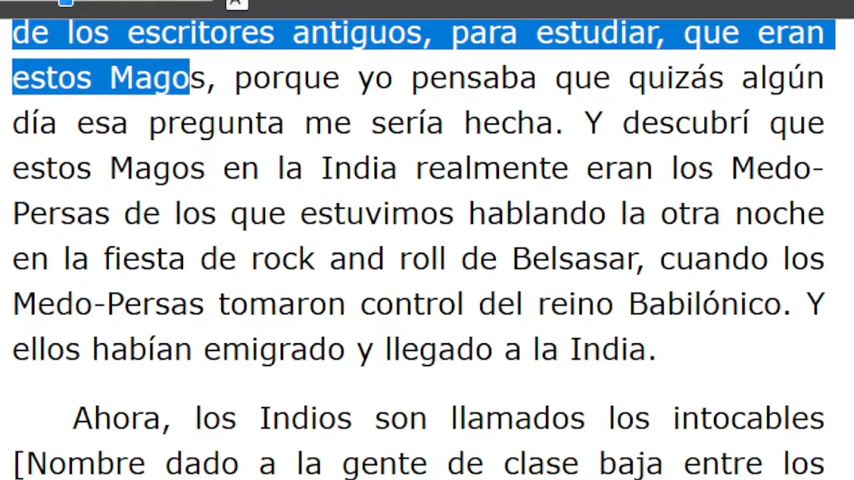 de los escritores antiguos, para estudiar, que eran
estos Magos, porque yo pensaba que quizás algún
día esa pregunta me sería hecha. Y descubrí que
estos Magos en la India realmente eran los Medo-
Persas de los que estuvimos hablando la otra noche
en la fiesta de rock and roll de Belsasar, cuando los
Medo-Persas tomaron control del reino Babilónico. Y
ellos habían emigrado y llegado a la India.
Ahora, los Indios son llamados los intocables
[Nombre dado a la gente de clase baja entre los